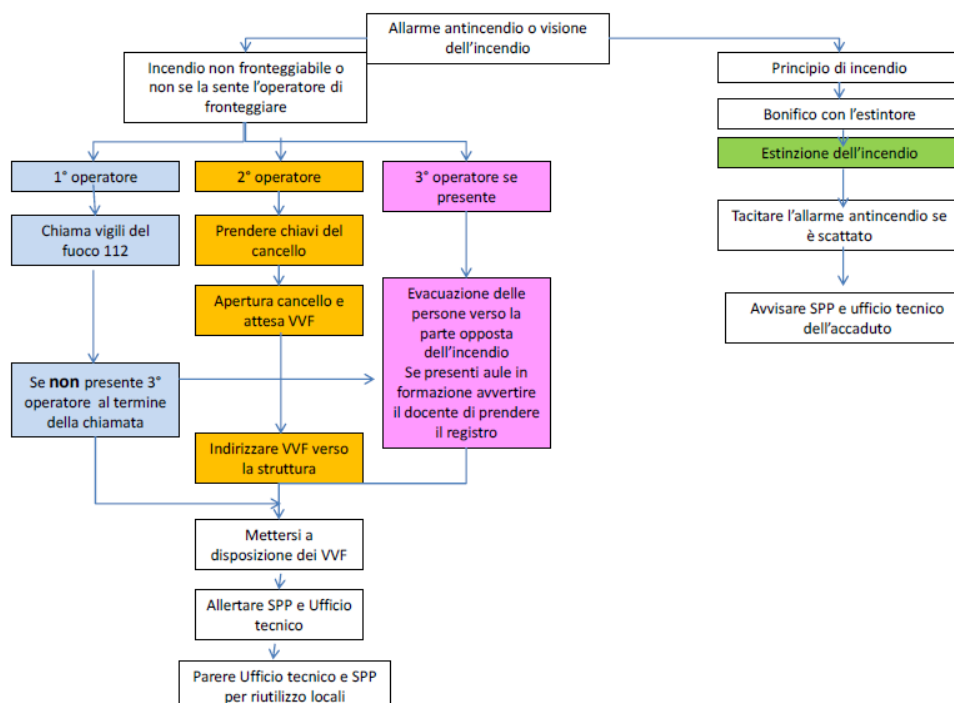 Allarme antincendio o visione
dell'incendio
Incendio non fronteggiabile o
non se la sente l'operatore di
fronteggiare
Principio di incendio
Bonifico con l'estintore
Estinzione dell'incendio
Tacitare l'allarme antincendio se
è scattato
Avvisare SPP e ufficio tecnico
dell'accaduto
1° operatore
Chiama vigili del
fuoco 112
Se non presente 3°
operatore al termine
della chiamata
2° operatore
Prendere chiavi del
cancello
Apertura cancello e
attesa VVF
Indirizzare VVF verso
la struttura
3° operatore se
presente
Evacuazione delle
persone verso la
parte opposta
dell'incendio
Se presenti aule in
formazione avvertire
il docente di prendere
il registro
Mettersi a
disposizione dei VVF
Allertare SPP e Ufficio
tecnico
Parere Ufficio tecnico e SPP
per riutilizzo locali